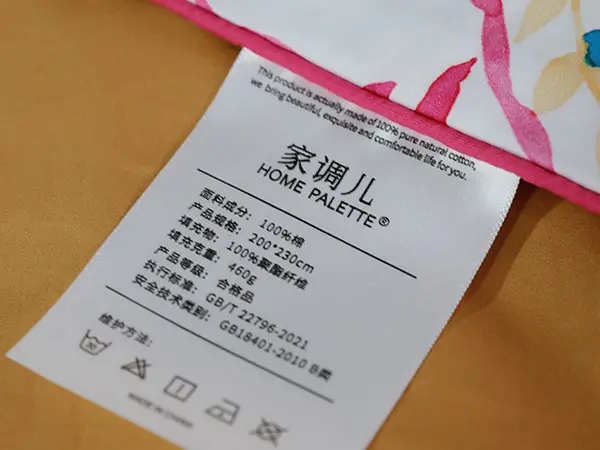 This product is actually made of 100% pure natural cotton,
we bring beautiful, exquisite and comfortable life for you.
家调儿
HOME PALETTE®
面料成分: 100%棉
产品规格: 200*230cm
填充物: 100%聚酯纤维
填充克重: 460g
产品等级: 合格品
执行标准: GB/T 22796-2021
安全技术类别: GB18401-2010 B类
维护方法:
30
MADE IN CHINA